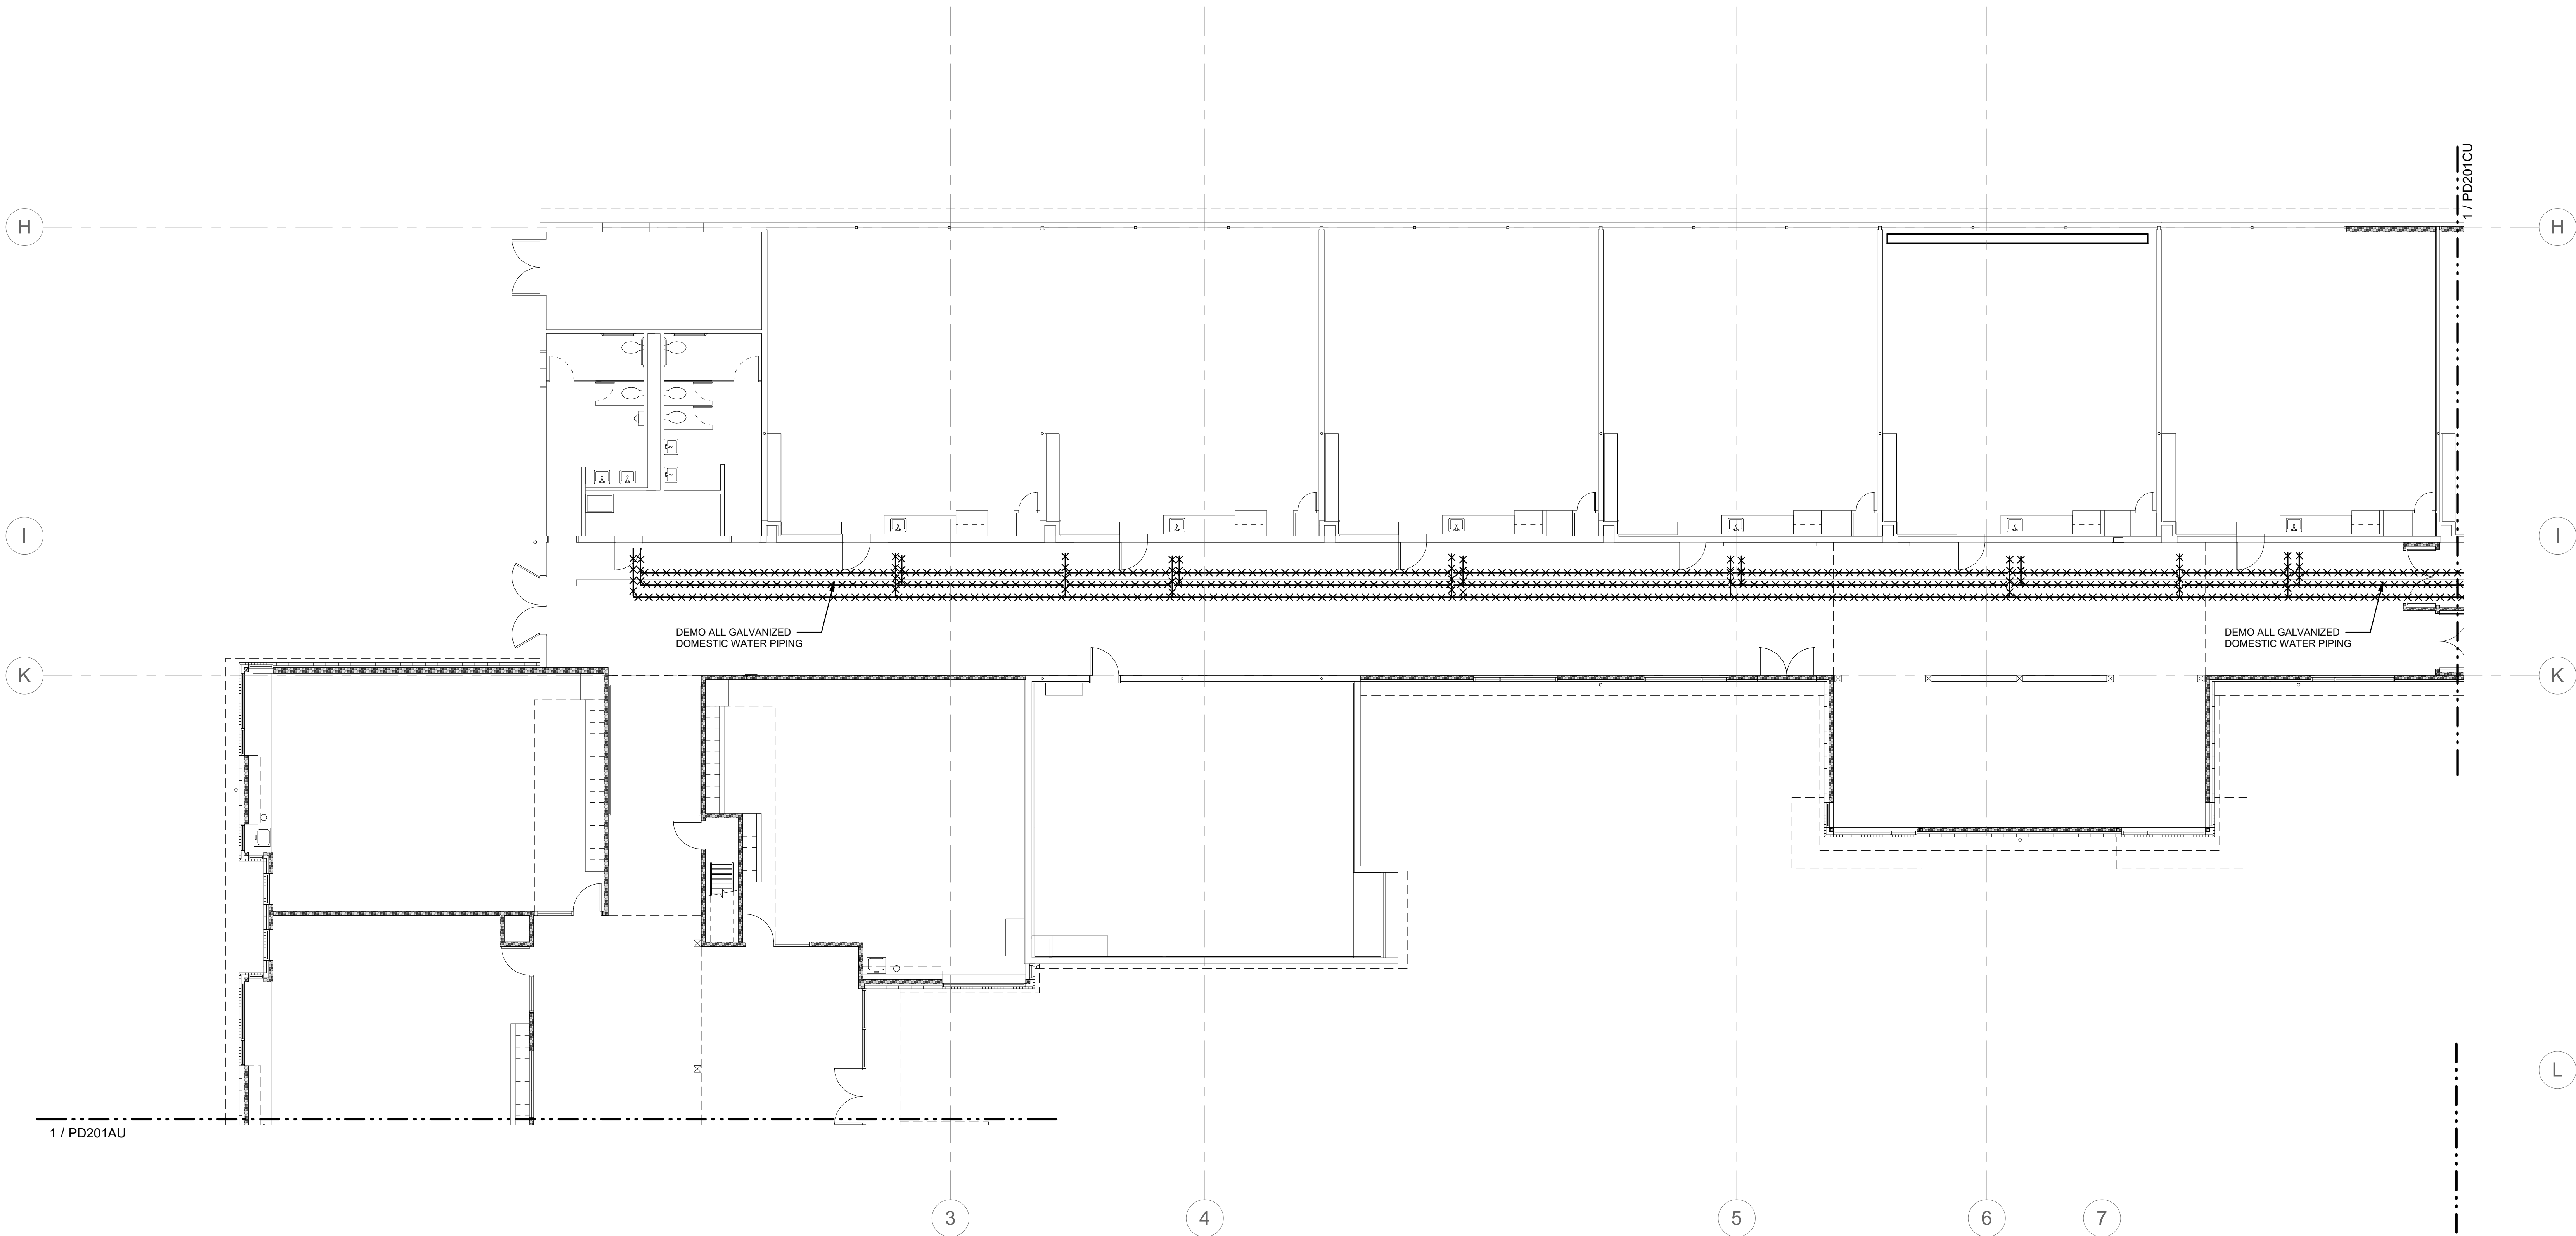 1 / PD201CU
H
H
I
I
DEMO ALL GALVANIZED
DOMESTIC WATER PIPING
DEMO ALL GALVANIZED
DOMESTIC WATER PIPING
K
K
L
1 / PD201AU
3
4
5
6
7